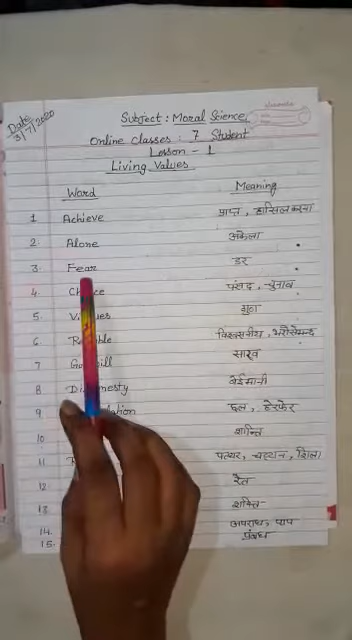 Date:
3/7/2020
Subject: Moral Science
Online Classes: 7 Student
Lesson - 1
Living Values
Word Meaning
1 Achieve प्राप्त, हासिल करना
2. Alone अकेला
3. Fear डर
4. पसंद, चुनाव
5. गुण
6. विश्वसनीय, भरोसेमन्द
7 साख
8 बेईमानी
9 छल, हेरफेर
10 शान्ति
11 पत्थर, चट्टान, शिला
12 रेत
13 शक्ति
14. अपराध, पाप
15. प्रबंध